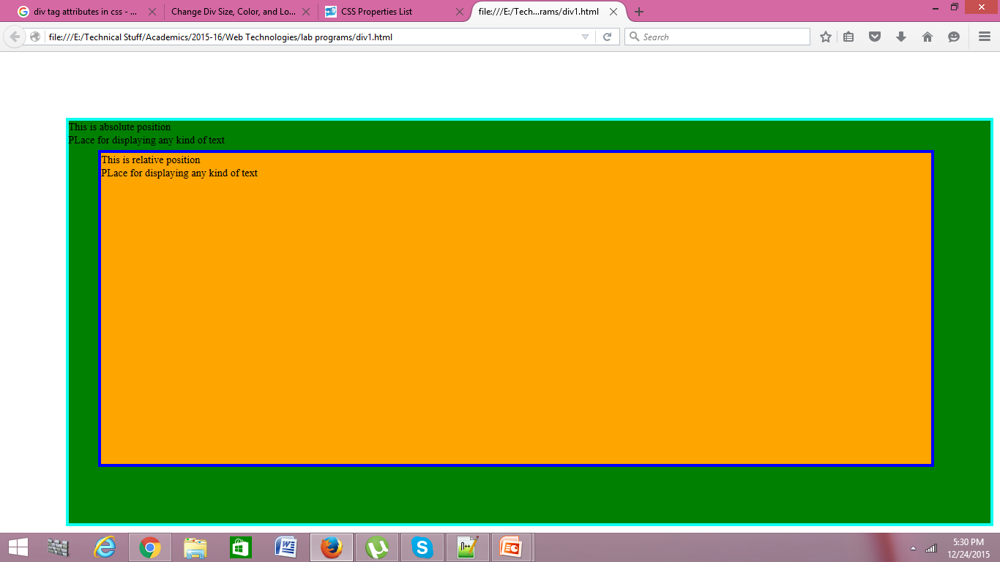 div tag attributes in css - ...
Change Div Size, Color, and Lo...
CSS Properties List
file:///E:/Tech...rams/div1.html
file:///E:/Technical Stuff/Academics/2015-16/Web Technologies/lab programs/div1.html
Search
This is absolute position
PLace for displaying any kind of text
This is relative position
PLace for displaying any kind of text
5:30 PM
12/24/2015